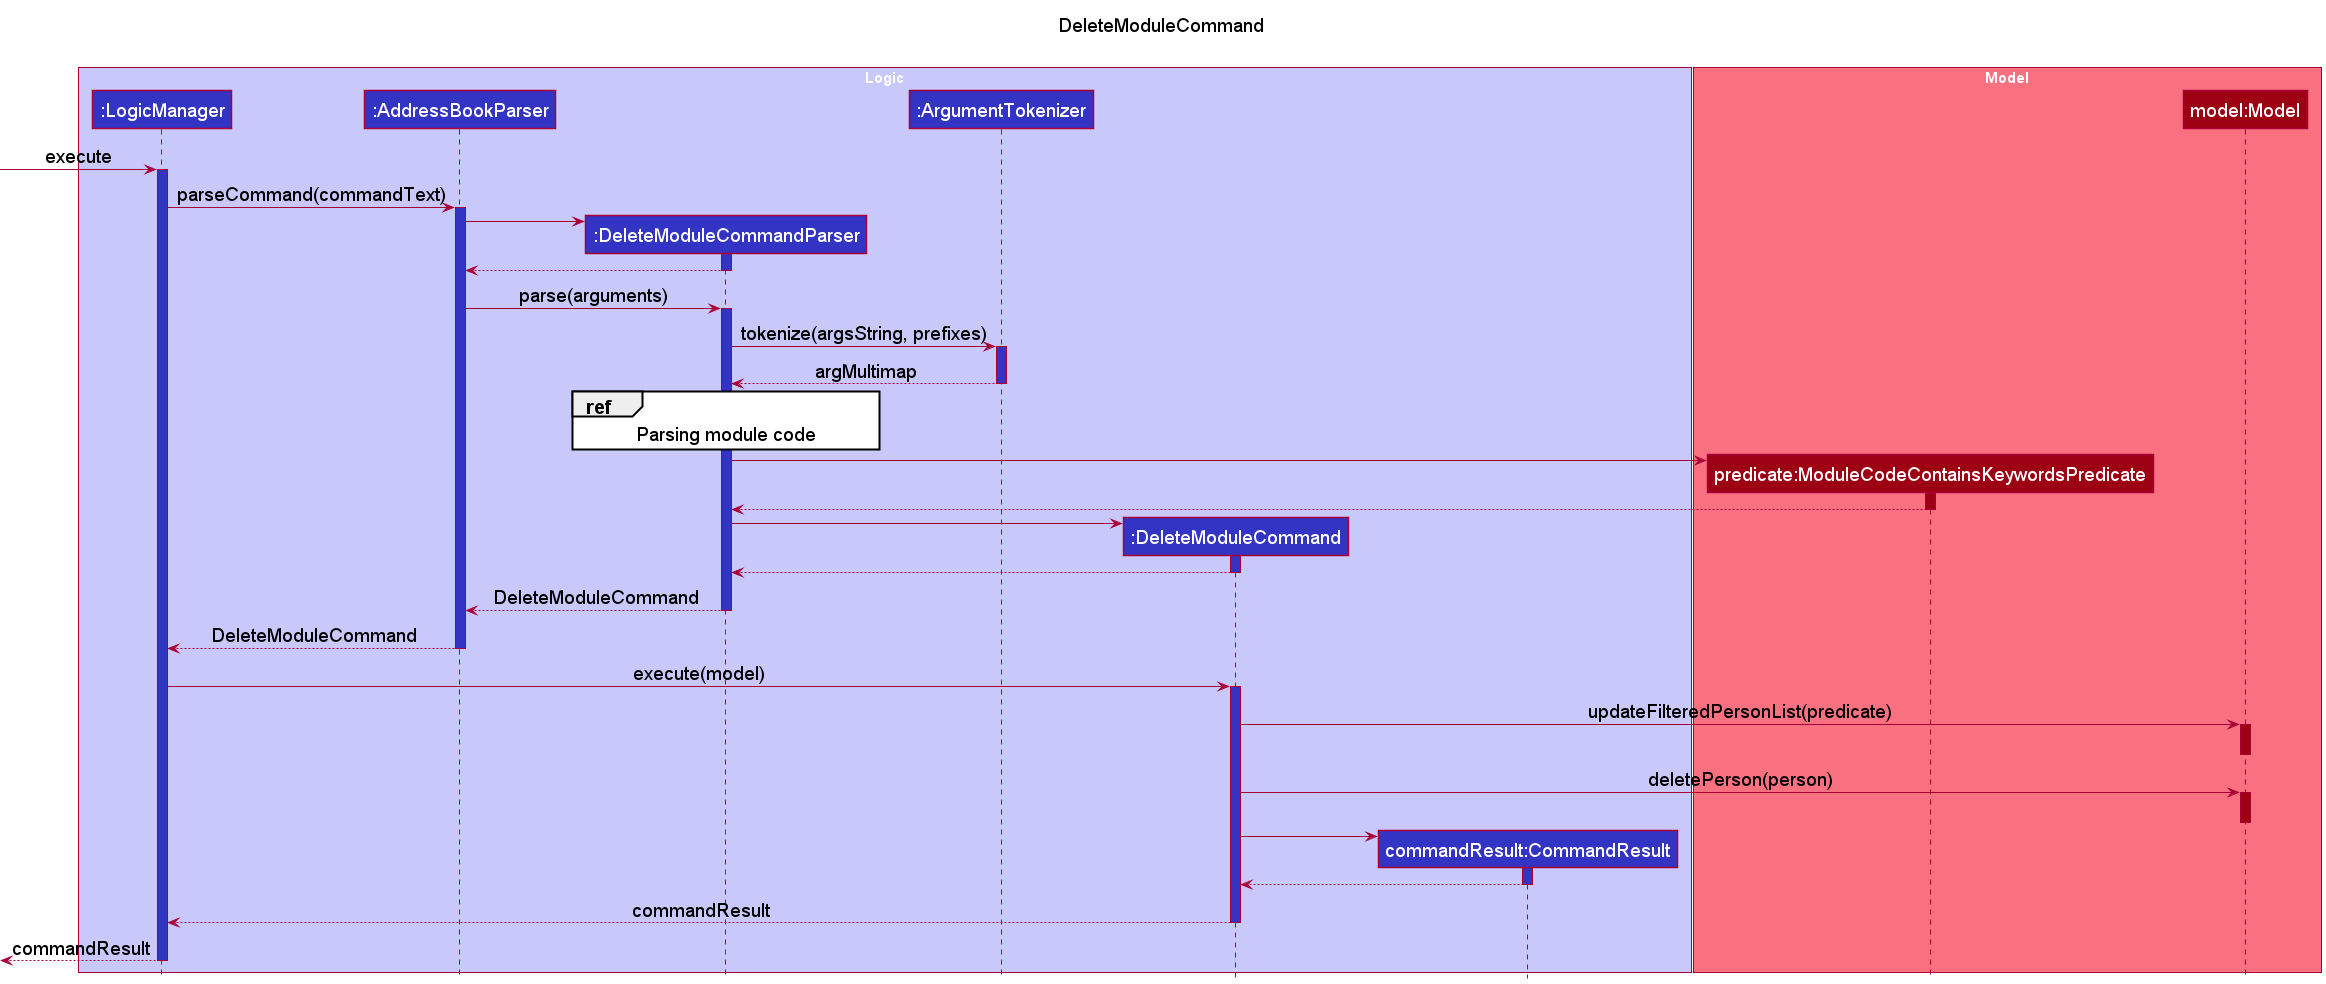 DeleteModuleCommand
Logic
Model
:LogicManager
:AddressBookParser
:ArgumentTokenizer
model:Model
execute
parseCommand(commandText)
:DeleteModuleCommandParser
parse(arguments)
tokenize(argsString, prefixes)
argMultimap
ref
Parsing module code
predicate:ModuleCodeContainsKeywordsPredicate
:DeleteModuleCommand
DeleteModuleCommand
DeleteModuleCommand
execute(model)
updateFilteredPersonList(predicate)
deletePerson(person)
commandResult:CommandResult
commandResult
commandResult